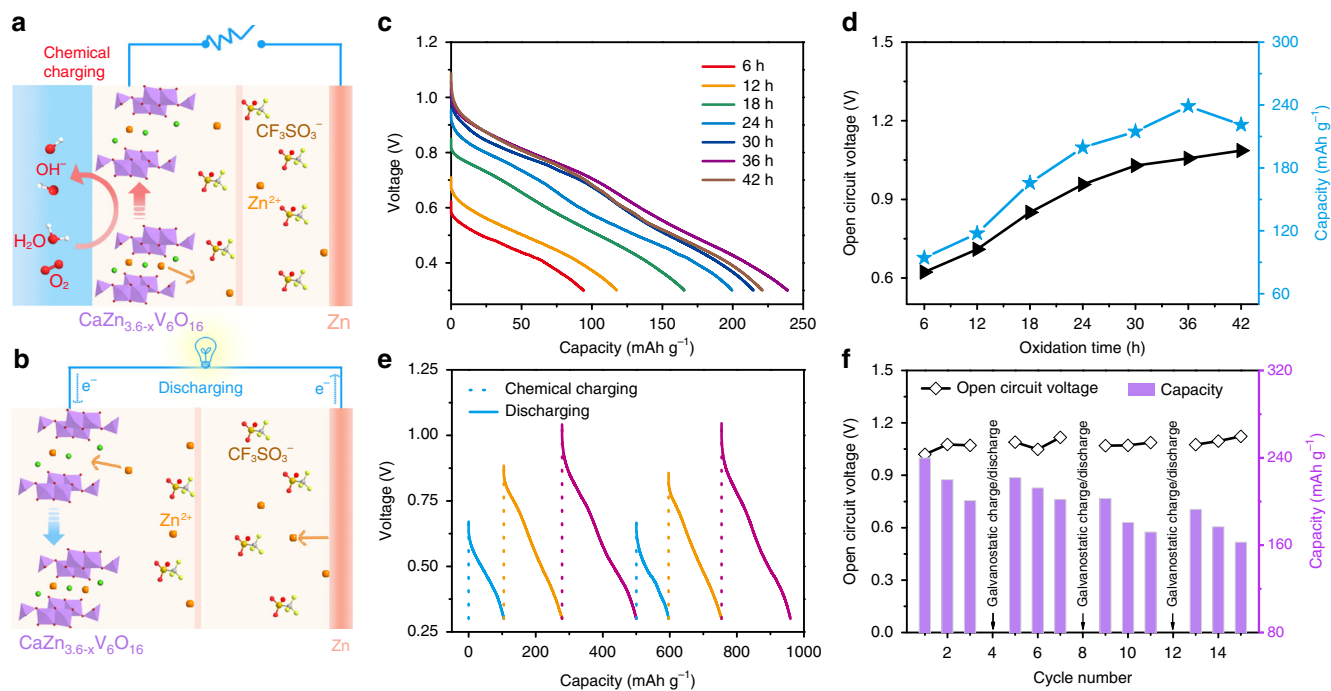 a
Chemical
charging
OH⁻
H₂O
O₂
CF₃SO₃⁻
Zn²⁺
CaZn₃.₆₋ₓV₆O₁₆
Zn
b
e⁻
Discharging
e⁻
CF₃SO₃⁻
Zn²⁺
CaZn₃.₆₋ₓV₆O₁₆
Zn
c
Voltage (V)
1.2
1.0
0.8
0.6
0.4
6 h
12 h
18 h
24 h
30 h
36 h
42 h
0 50 100 150 200 250
Capacity (mAh g⁻¹)
d
Open circuit voltage (V)
1.5
1.2
0.9
0.6
300
240
180
120
60
Capacity (mAh g⁻¹)
6 12 18 24 30 36 42
Oxidation time (h)
e
Voltage (V)
1.25
1.00
0.75
0.50
0.25
Chemical charging
Discharging
0 200 400 600 800 1000
Capacity (mAh g⁻¹)
f
Open circuit voltage (V)
1.5
1.2
0.9
0.6
0.3
0.0
Open circuit voltage
Capacity
Galvanostatic charge/discharge
Galvanostatic charge/discharge
Galvanostatic charge/discharge
320
240
160
80
Capacity (mAh g⁻¹)
2 4 6 8 10 12 14
Cycle number